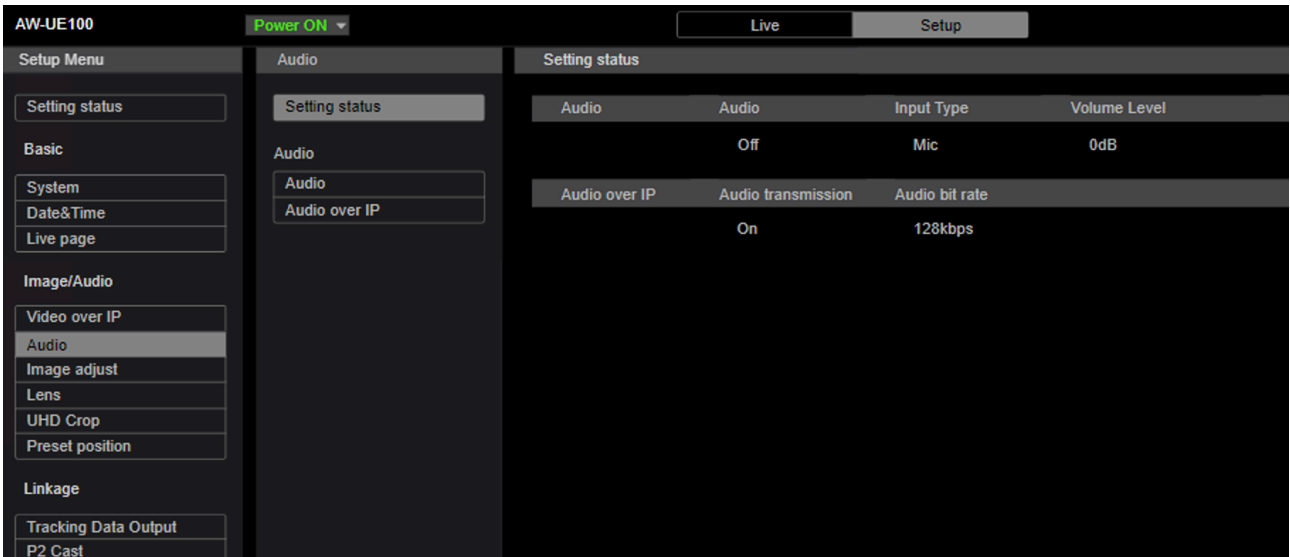 AW-UE100 Power ON Live Setup
Setup Menu
Setting status
Basic
System
Date&Time
Live page
Image/Audio
Video over IP
Audio
Image adjust
Lens
UHD Crop
Preset position
Linkage
Tracking Data Output
P2 Cast
Audio
Setting status
Audio
Audio
Audio over IP
Setting status
Audio Audio Input Type Volume Level
Off Mic 0dB
Audio over IP Audio transmission Audio bit rate
On 128kbps